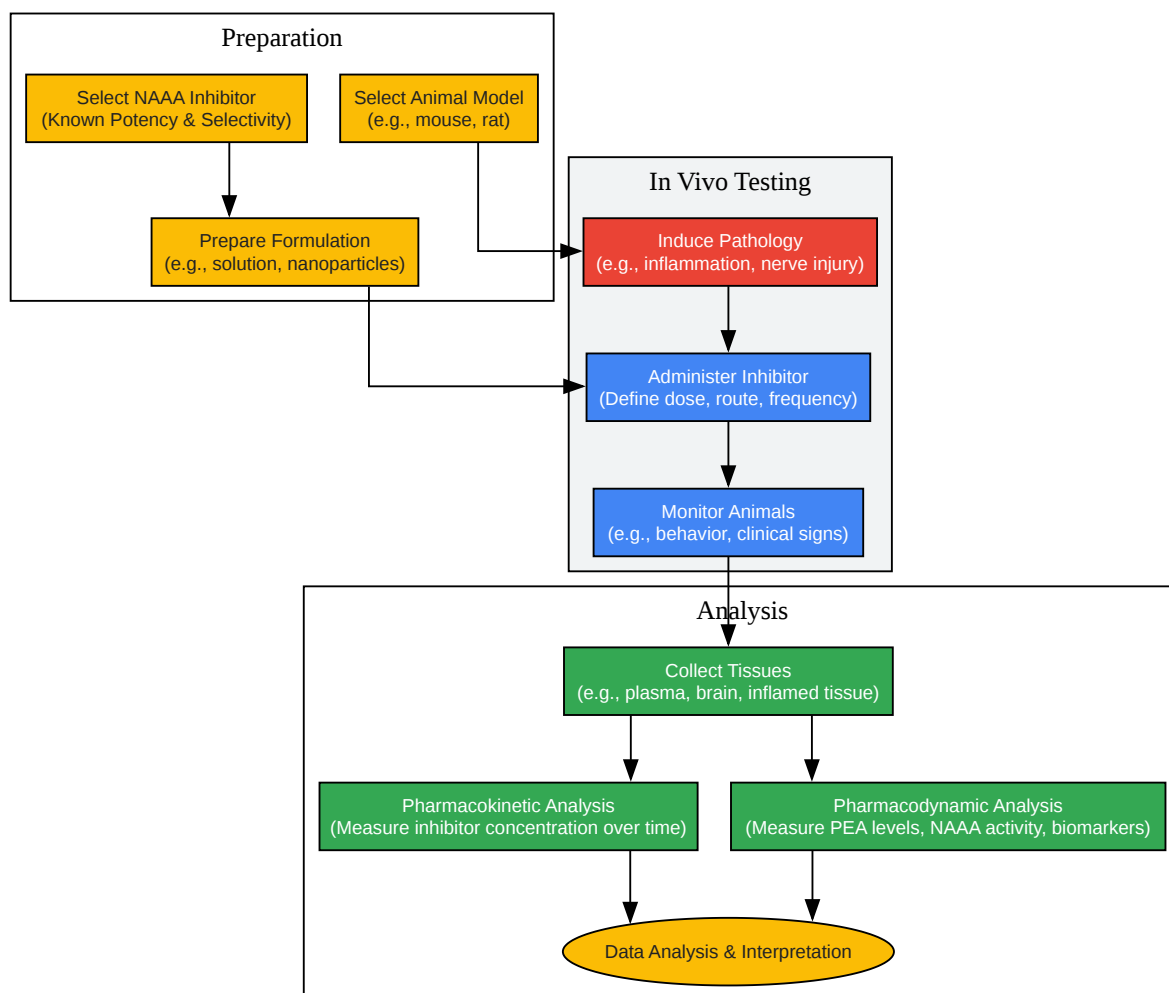 Preparation
Select NAAA Inhibitor
(Known Potency & Selectivity)
Select Animal Model
(e.g., mouse, rat)
Prepare Formulation
(e.g., solution, nanoparticles)
In Vivo Testing
Induce Pathology
(e.g., inflammation, nerve injury)
Administer Inhibitor
(Define dose, route, frequency)
Monitor Animals
(e.g., behavior, clinical signs)
Analysis
Collect Tissues
(e.g., plasma, brain, inflamed tissue)
Pharmacokinetic Analysis
(Measure inhibitor concentration over time)
Pharmacodynamic Analysis
(Measure PEA levels, NAAA activity, biomarkers)
Data Analysis & Interpretation